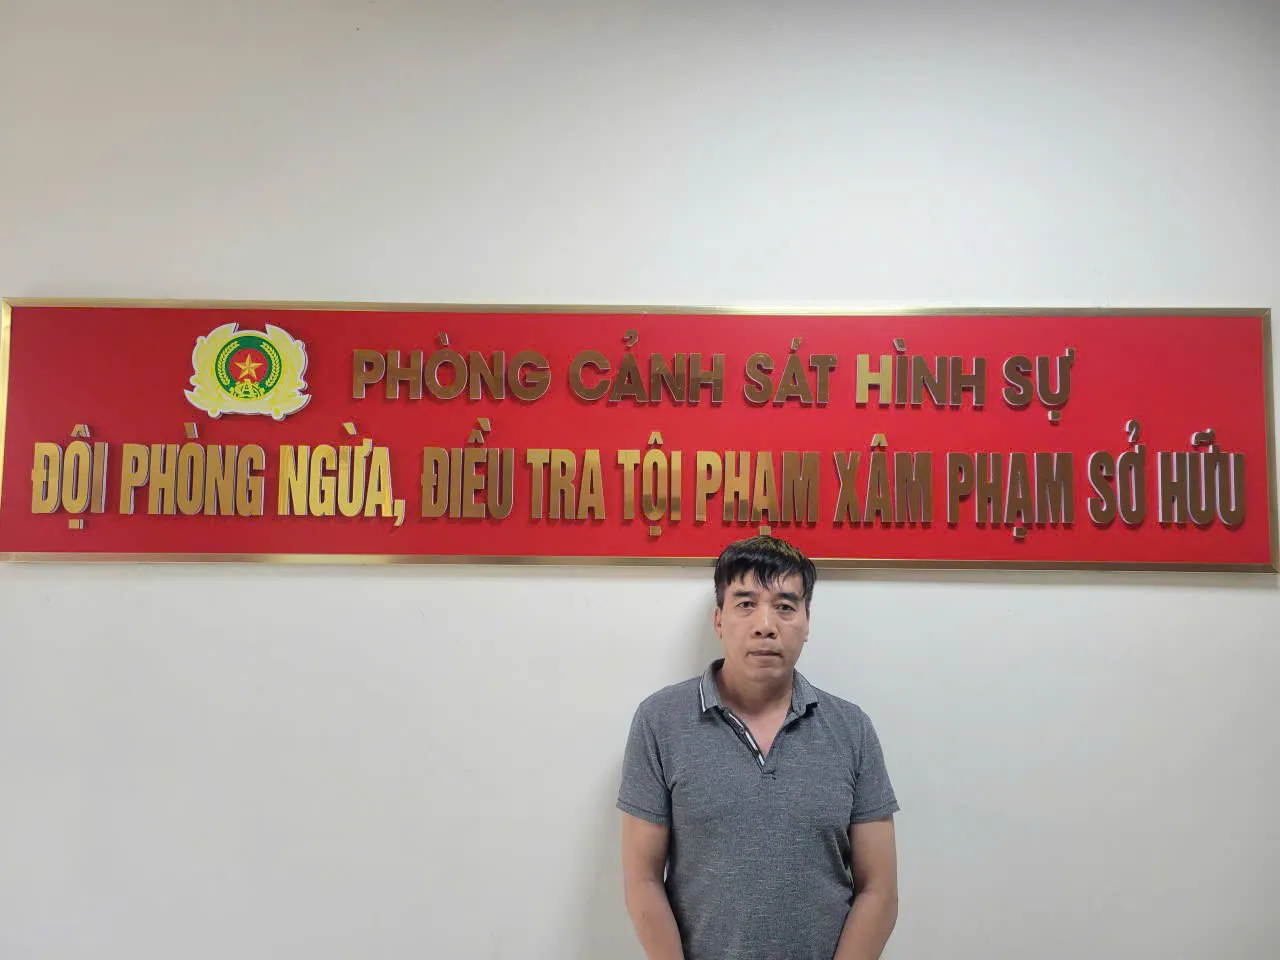 PHÒNG CẢNH SÁT HÌNH SỰ
ĐỘI PHÒNG NGỪA, ĐIỀU TRA TỘI PHẠM XÂM PHẠM SỞ HỮU